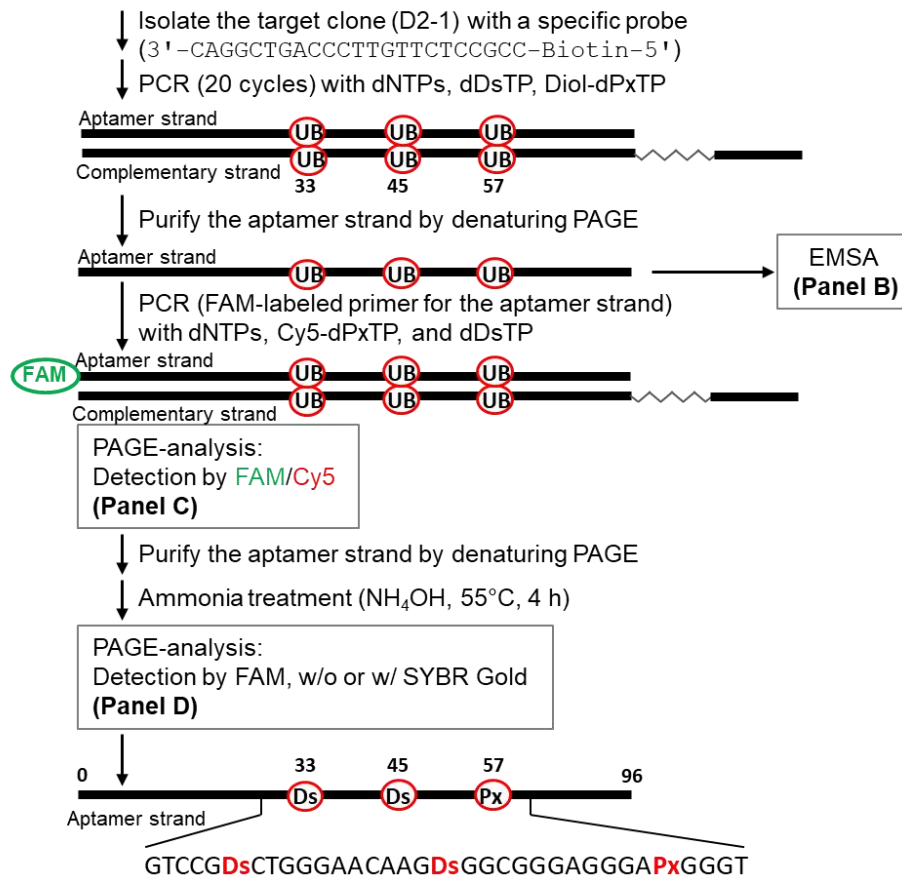 Isolate the target clone (D2-1) with a specific probe
(3'-CAGGCTGACCCTTGTTCTCCGCC-Biotin-5')
PCR (20 cycles) with dNTPs, dDsTP, Diol-dPxTP
Aptamer strand
UB UB UB
UB UB UB
Complementary strand
33 45 57
Purify the aptamer strand by denaturing PAGE
Aptamer strand
UB UB UB
EMSA
(Panel B)
PCR (FAM-labeled primer for the aptamer strand)
with dNTPs, Cy5-dPxTP, and dDsTP
FAM
Aptamer strand
UB UB UB
UB UB UB
Complementary strand
PAGE-analysis:
Detection by FAM/Cy5
(Panel C)
Purify the aptamer strand by denaturing PAGE
Ammonia treatment (NH₄OH, 55°C, 4 h)
PAGE-analysis:
Detection by FAM, w/o or w/ SYBR Gold
(Panel D)
0 33 45 57 96
Ds Ds Px
Aptamer strand
GTCCGDsCTGGGAACAAGDsGGCGGGAGGGAPxGGGT